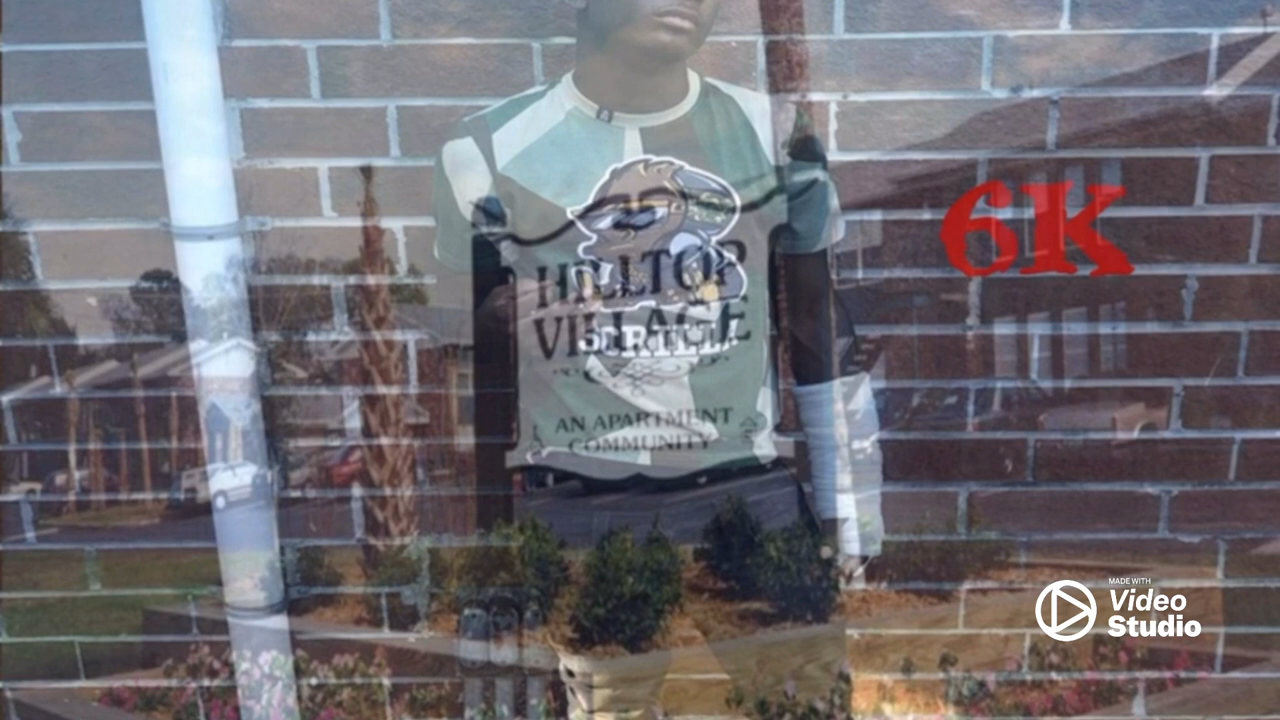 6K
HILLTOP
VILLAGE
AN APARTMENT
COMMUNITY
MADE WITH
Video
Studio